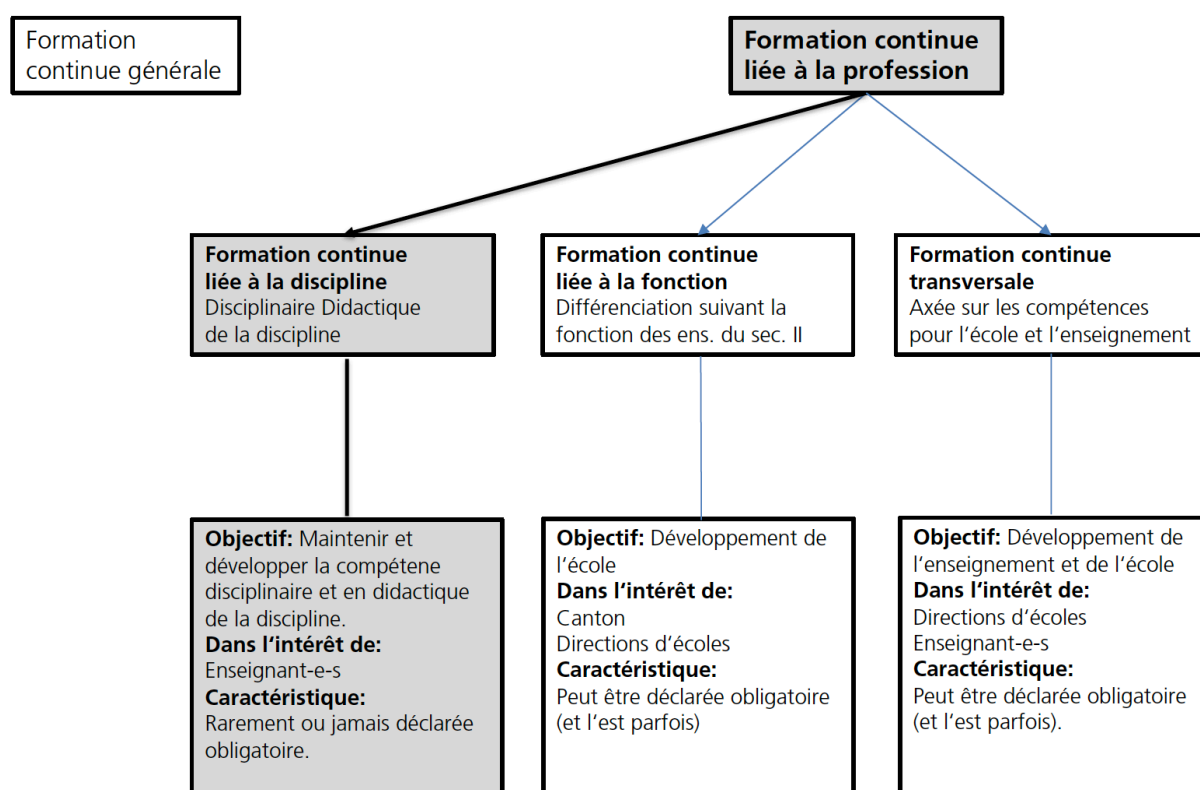 Formation
continue générale
Formation continue
liée à la profession
Formation continue
liée à la discipline
Disciplinaire Didactique
de la discipline
Formation continue
liée à la fonction
Différenciation suivant la
fonction des ens. du sec. II
Formation continue
transversale
Axée sur les compétences
pour l‘école et l‘enseignement
Objectif: Maintenir et
développer la compétene
disciplinaire et en didactique
de la discipline.
Dans l‘intérêt de:
Enseignant-e-s
Caractéristique:
Rarement ou jamais déclarée
obligatoire.
Objectif: Développement de
l‘école
Dans l‘intérêt de:
Canton
Directions d‘écoles
Caractéristique:
Peut être déclarée obligatoire
(et l‘est parfois)
Objectif: Développement de
l‘enseignement et de l‘école
Dans l‘intérêt de:
Directions d‘écoles
Enseignant-e-s
Caractéristique:
Peut être déclarée obligatoire
(et l‘est parfois).